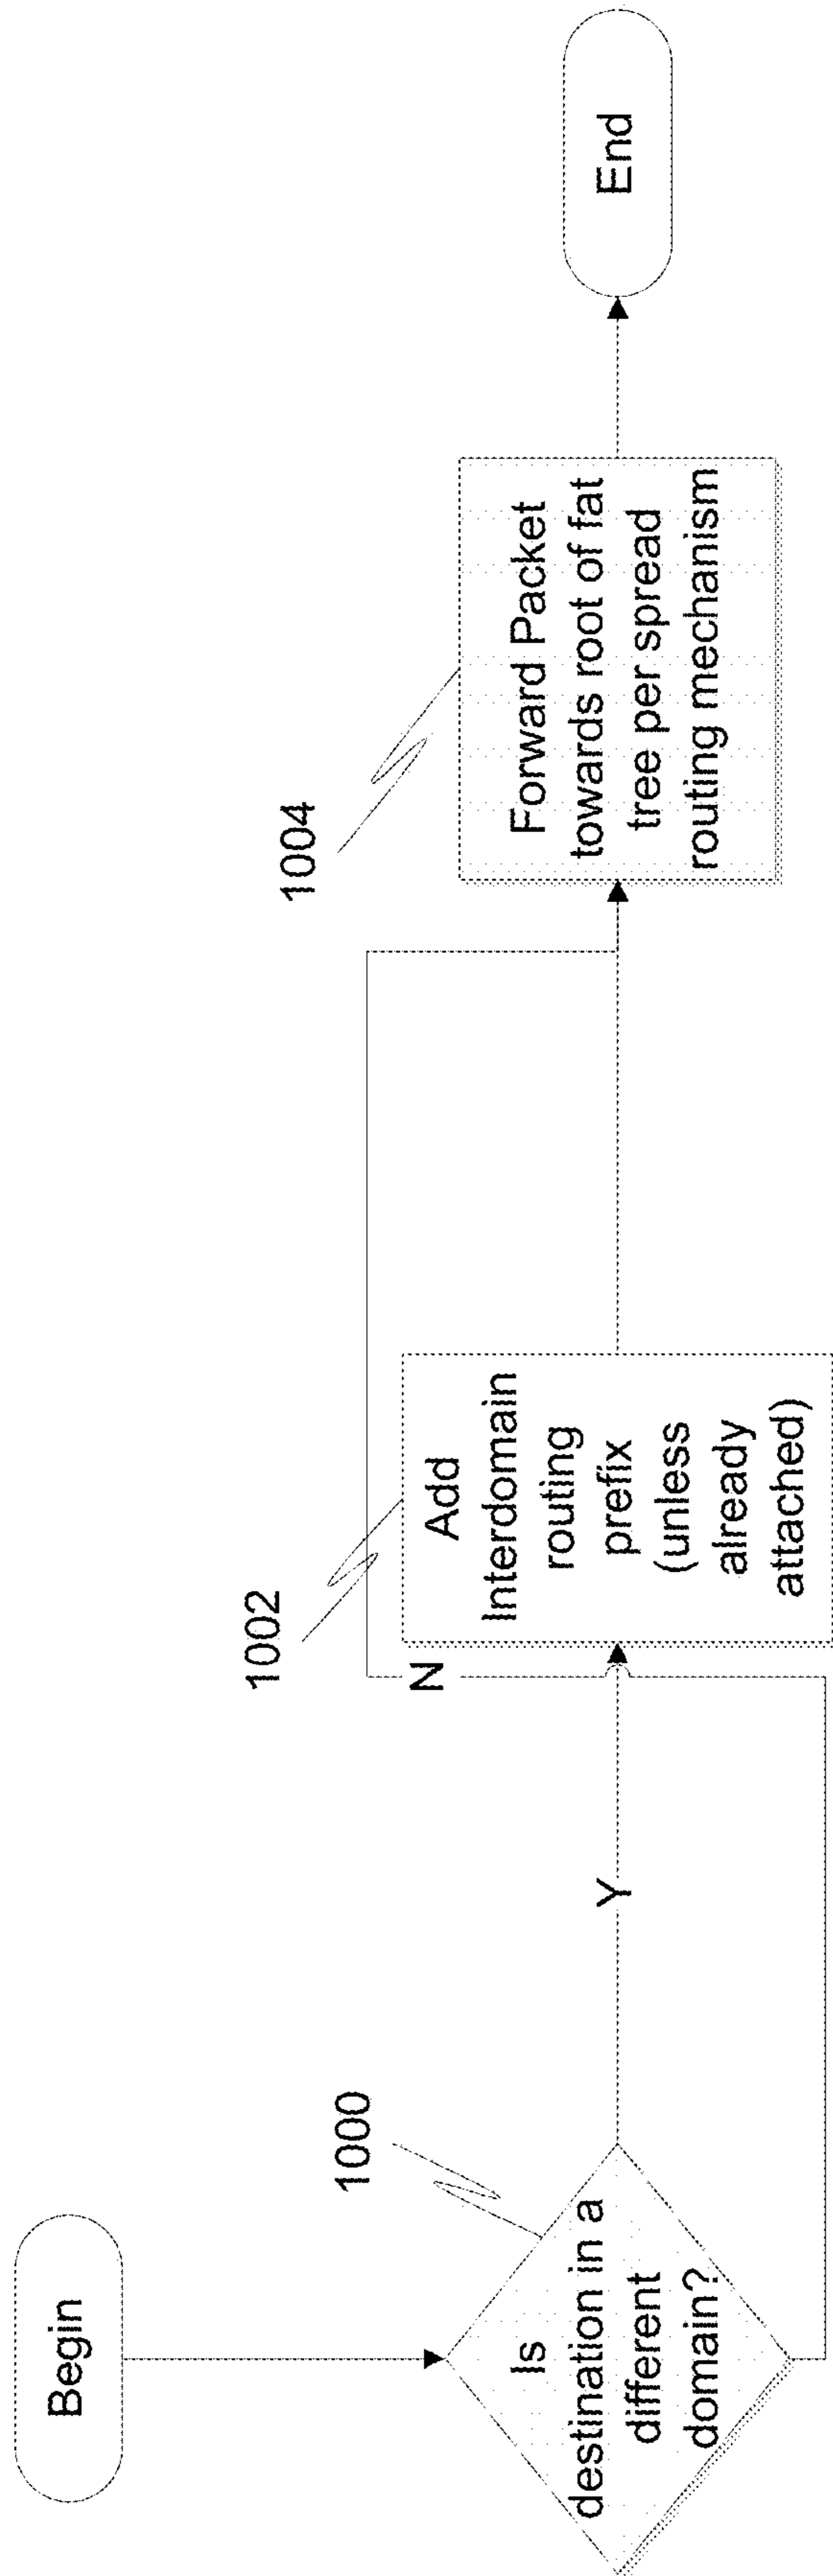 Begin
1000
Is
destination in a
different
domain?
Y
N
1002
Add
Interdomain
routing
prefix
(unless
already
attached)
1004
Forward Packet
towards root of fat
tree per spread
routing mechanism
End